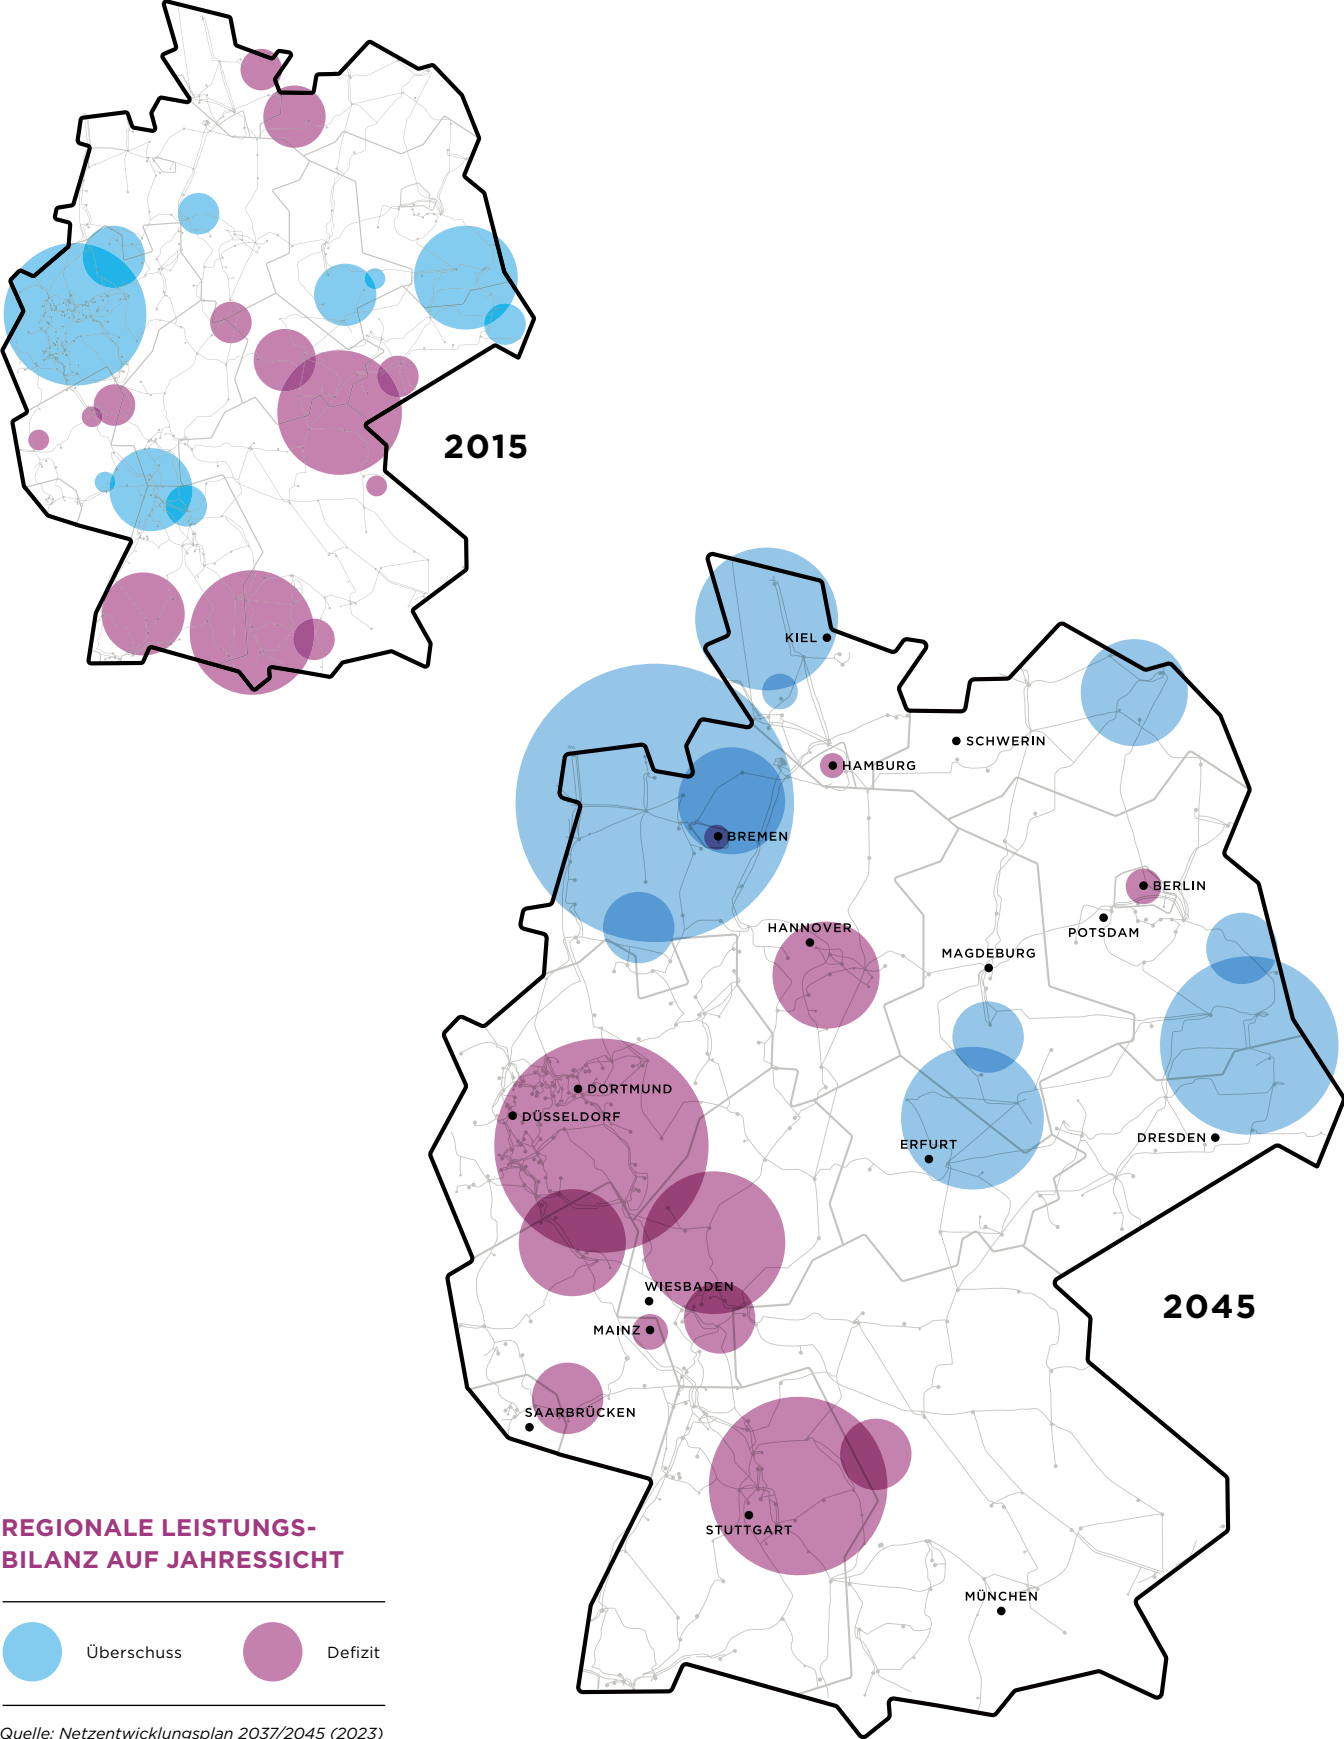 2015
KIEL
SCHWERIN
HAMBURG
BREMEN
BERLIN
HANNOVER
POTSDAM
MAGDEBURG
DORTMUND
DÜSSELDORF
ERFURT
DRESDEN
WIESBADEN
2045
MAINZ
SAARBRÜCKEN
STUTTGART
MÜNCHEN
REGIONALE LEISTUNGS-
BILANZ AUF JAHRESSICHT
Überschuss
Defizit
Quelle: Netzentwicklungsplan 2037/2045 (2023)